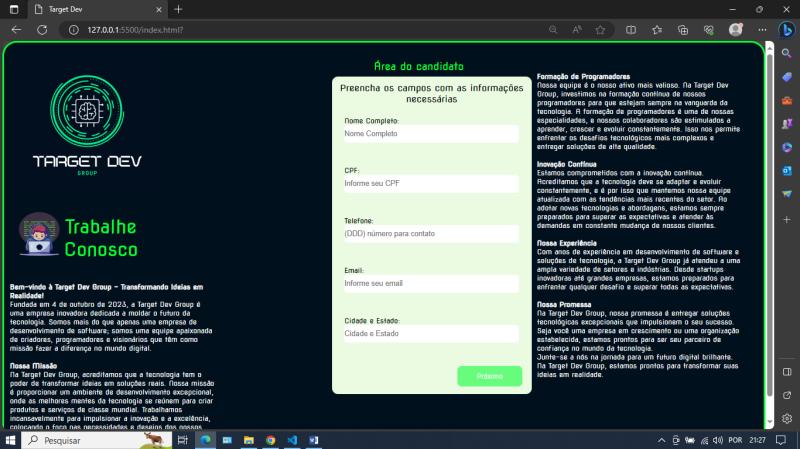 Target Dev
127.0.0.1:5500/index.html?
TARGET DEV
GROUP
Trabalhe
Conosco
Bem-vindo à Target Dev Group - Transformando Ideias em
Realidade!
Fundada em 4 de outubro de 2023, a Target Dev Group é
uma empresa inovadora dedicada a moldar o futuro da
tecnologia. Somos mais do que apenas uma empresa de
desenvolvimento de software; somos uma equipe apaixonada
de criadores, programadores e visionários que têm como
missão fazer a diferença no mundo digital.
Nossa Missão
Na Target Dev Group, acreditamos que a tecnologia tem o
poder de transformar ideias em soluções reais. Nossa missão
é proporcionar um ambiente de desenvolvimento excepcional,
onde as melhores mentes da tecnologia se reúnem para criar
produtos e serviços de classe mundial. Trabalhamos
incansavelmente para impulsionar a inovação e a excelência,
colocando o foco nas necessidades e desejos dos nossos
Área do candidato
Preencha os campos com as informações
necessárias
Nome Completo:
Nome Completo
CPF:
Informe seu CPF
Telefone:
(DDD) número para contato
Email:
Informe seu email
Cidade e Estado:
Cidade e Estado
Próximo
Formação de Programadores
Nossa equipe é o nosso ativo mais valioso. Na Target Dev
Group, investimos na formação contínua de nossos
programadores para que estejam sempre na vanguarda da
tecnologia. A formação de programadores é uma de nossas
especialidades, e nossos colaboradores são estimulados a
aprender, crescer e evoluir constantemente. Isso nos permite
enfrentar os desafios tecnológicos mais complexos e
entregar soluções de alta qualidade.
Inovação Contínua
Estamos comprometidos com a inovação contínua.
Acreditamos que a tecnologia deve se adaptar e evoluir
constantemente, e é por isso que mantemos nossa equipe
atualizada com as tendências mais recentes do setor. Ao
adotar novas tecnologias e abordagens, estamos sempre
preparados para superar as expectativas e atender às
demandas em constante mudança de nossos clientes.
Nossa Experiência
Com anos de experiência em desenvolvimento de software e
soluções de tecnologia, a Target Dev Group já atendeu a uma
ampla variedade de setores e indústrias. Desde startups
inovadoras até grandes empresas, estamos preparados para
enfrentar qualquer desafio e superar todas as expectativas.
Nossa Promessa
Na Target Dev Group, nossa promessa é entregar soluções
tecnológicas excepcionais que impulsionem o seu sucesso.
Seja você uma empresa em crescimento ou uma organização
estabelecida, estamos prontos para ser seu parceiro de
confiança no mundo da tecnologia.
Junte-se a nós na jornada para um futuro digital brilhante.
Na Target Dev Group, estamos prontos para transformar suas
ideias em realidade.
Pesquisar
POR
21:27